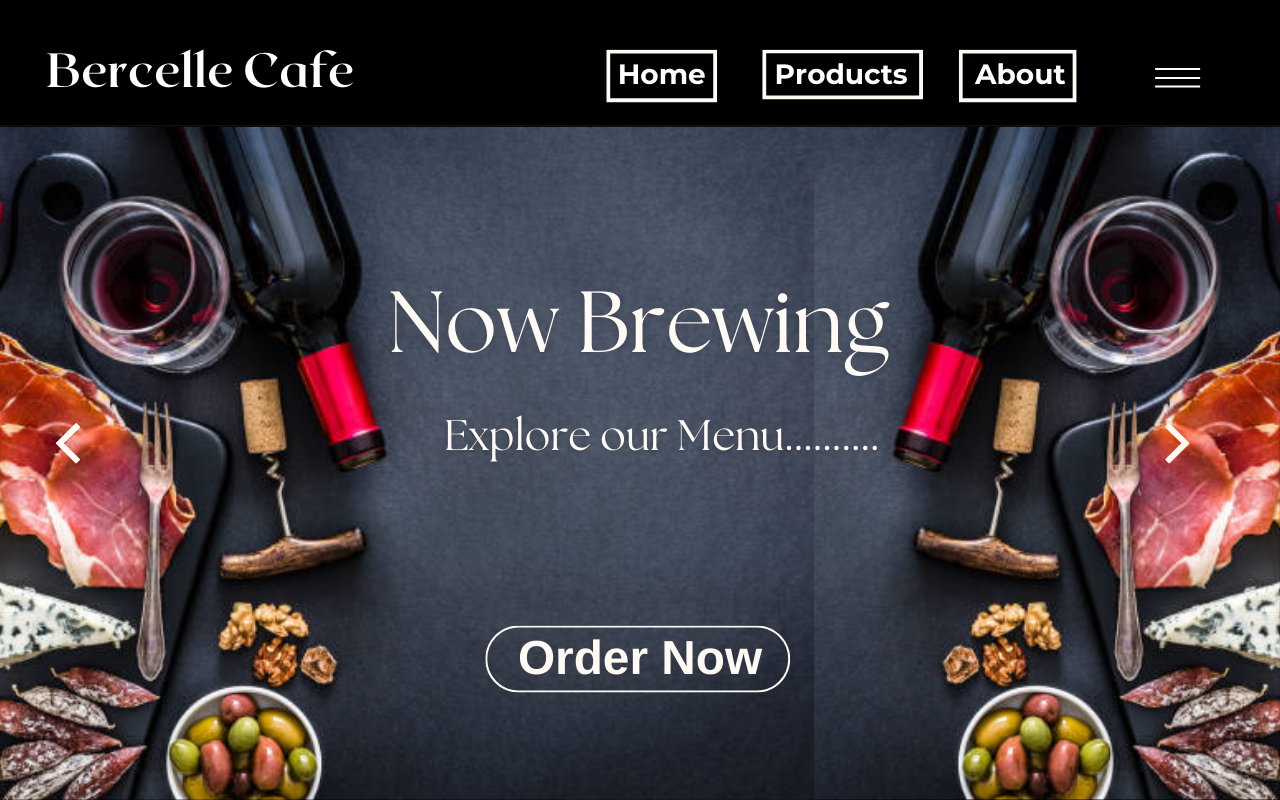 Bercelle Cafe
Home Products About
Now Brewing
Explore our Menu..........
Order Now